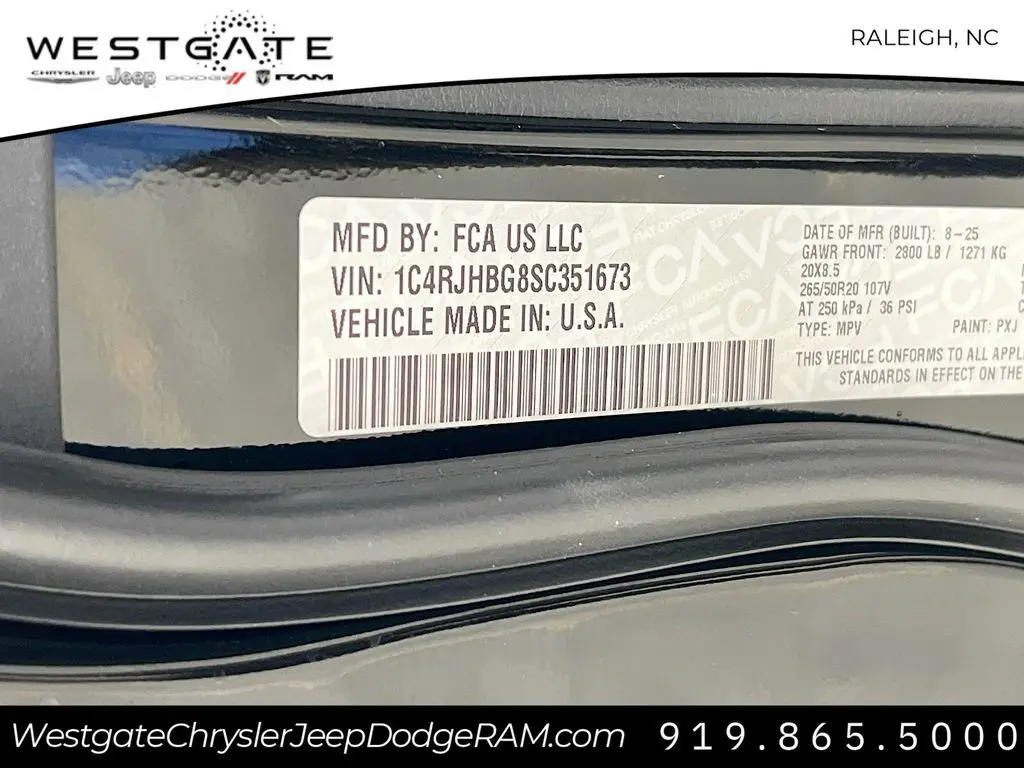 WESTGATE
CHRYSLER Jeep DODGE RAM
RALEIGH, NC
MFD BY: FCA US LLC
VIN: 1C4RJHBG8SC351673
VEHICLE MADE IN: U.S.A.
DATE OF MFR (BUILT): 8-25
GAWR FRONT: 2800 LB / 1271 KG
20X8.5
265/50R20 107V
AT 250 kPa / 36 PSI
TYPE: MPV PAINT: PXJ
THIS VEHICLE CONFORMS TO ALL
STANDARDS IN EFFECT ON THE
WestgateChryslerJeepDodgeRAM.com 919.865.5000